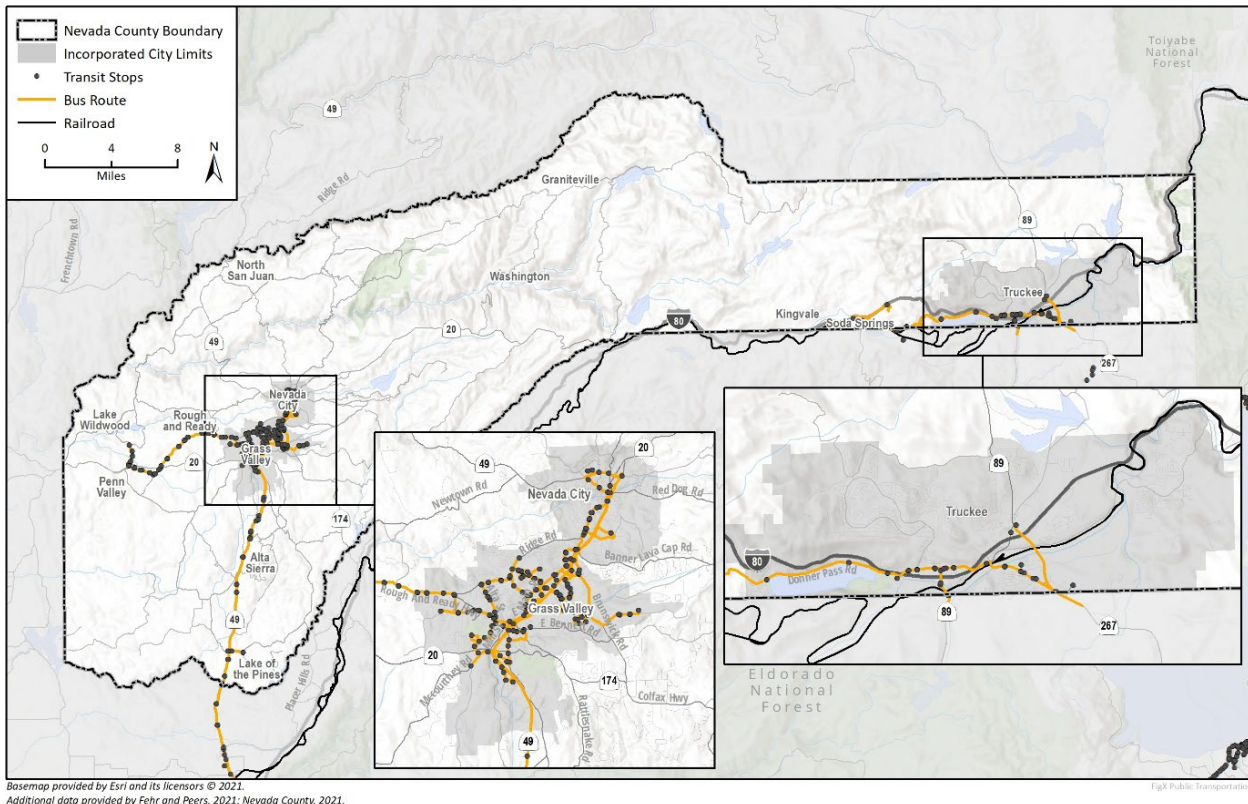 Nevada County Boundary
Incorporated City Limits
Transit Stops
Bus Route
Railroad
0 4 8
Miles
N
Toiyabe
National
Forest
49
Ridge Rd
Frenchtown Rd
Graniteville
89
North
San Juan
Washington
Truckee
Kingvale
80
Soda Springs
20
49
267
Nevada
City
Lake
Wildwood
Rough
and Ready
Grass
Valley
20
Penn
Valley
174
Alta
Sierra
49
Lake of
the Pines
Placer Hills Rd
20
49
Nevada City
Red Dog Rd
Newtown Rd
Ridge Rd
Banner Lava Cap Rd
Rough And Ready Hwy
Grass Valley
Brunswick Rd
E Bennett Rd
20
Mccourtney Rd
174
Colfax Hwy
Rattlesnake Rd
49
89
Truckee
80
Donner Pass Rd
89
267
Eldorado
National
Forest
Basemap provided by Esri and its licensors © 2021.
Additional data provided by Fehr and Peers, 2021; Nevada County, 2021.
FigX Public Transportatio